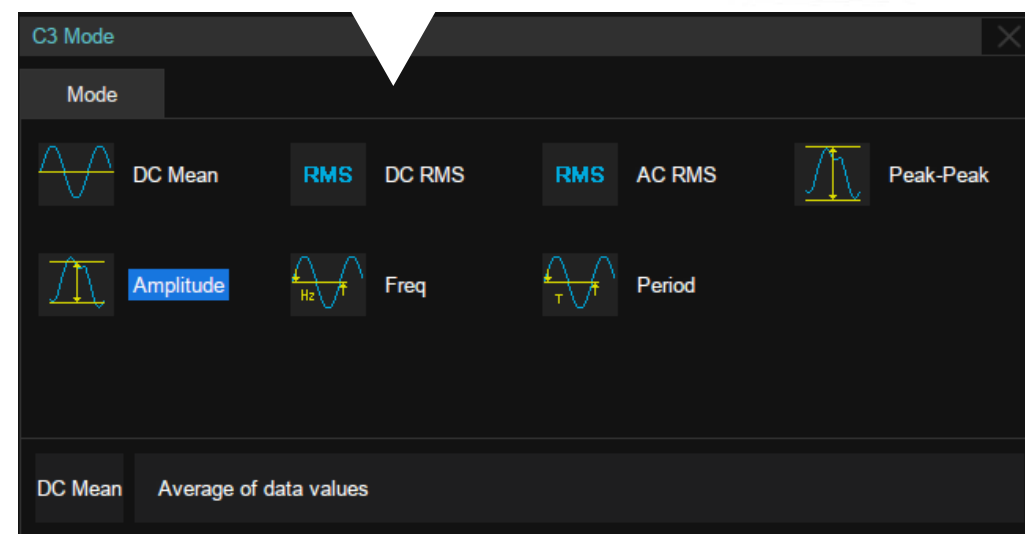 C3 Mode
Mode
DC Mean
RMS DC RMS
RMS AC RMS
Peak-Peak
Amplitude
Hz Freq
T Period
DC Mean Average of data values